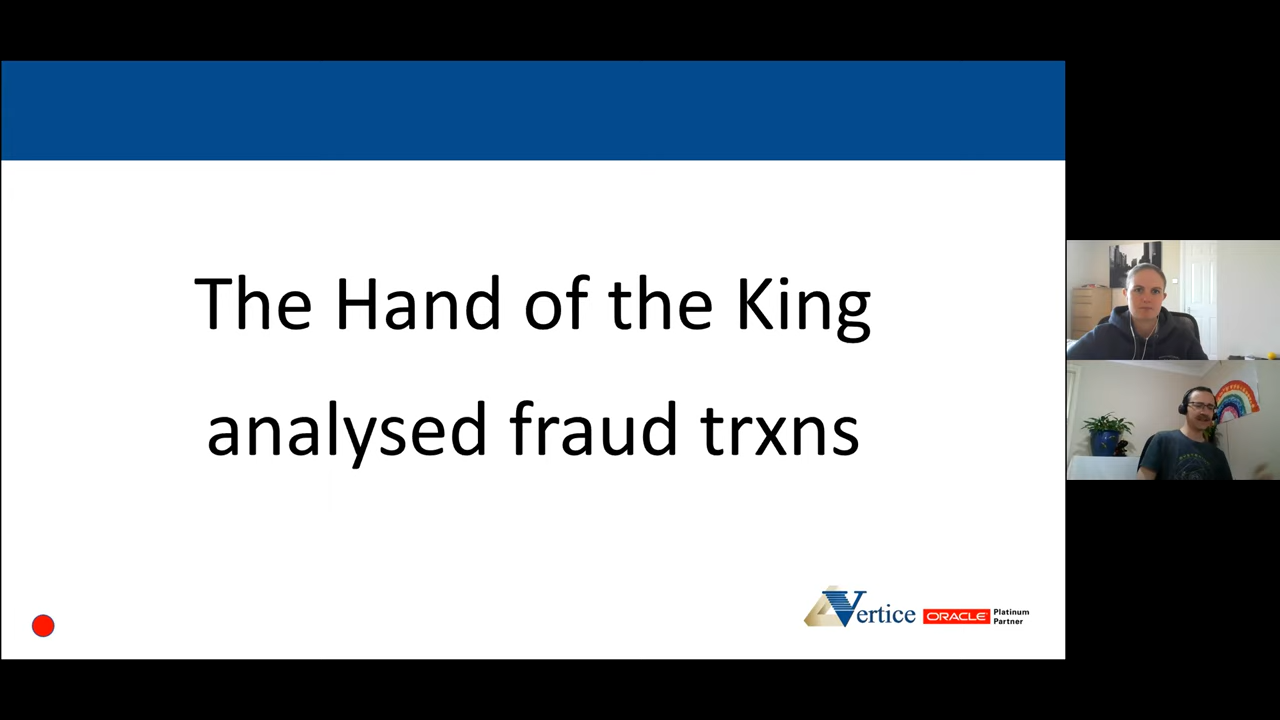 The Hand of the King
analysed fraud trxns
Vertice
ORACLE
Platinum
Partner